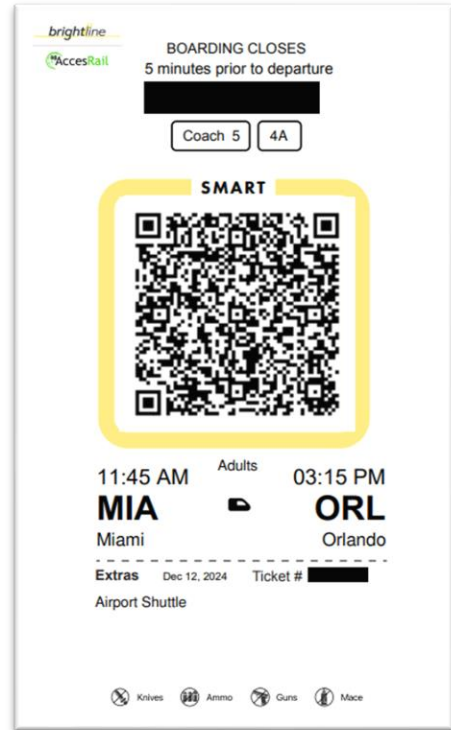 brightline
AccesRail
BOARDING CLOSES
5 minutes prior to departure
Coach 5 4A
SMART
11:45 AM Adults 03:15 PM
MIA ORL
Miami Orlando
Extras Dec 12, 2024 Ticket #
Airport Shuttle
Knives Ammo Guns Mace